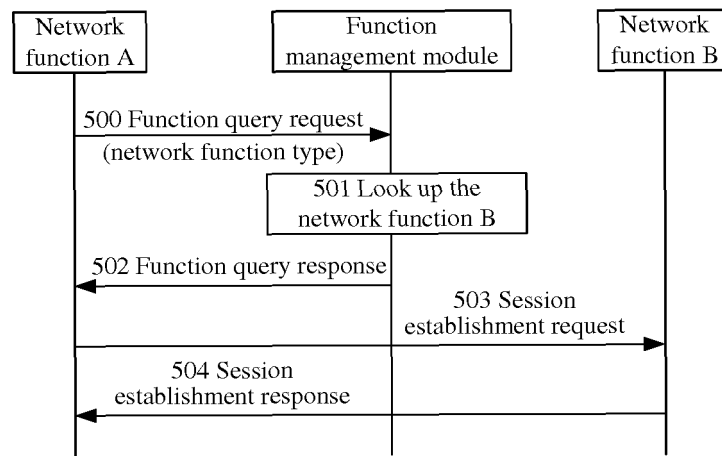 Network
function A
Function
management module
Network
function B
500 Function query request
(network function type)
501 Look up the
network function B
502 Function query response
503 Session
establishment request
504 Session
establishment response